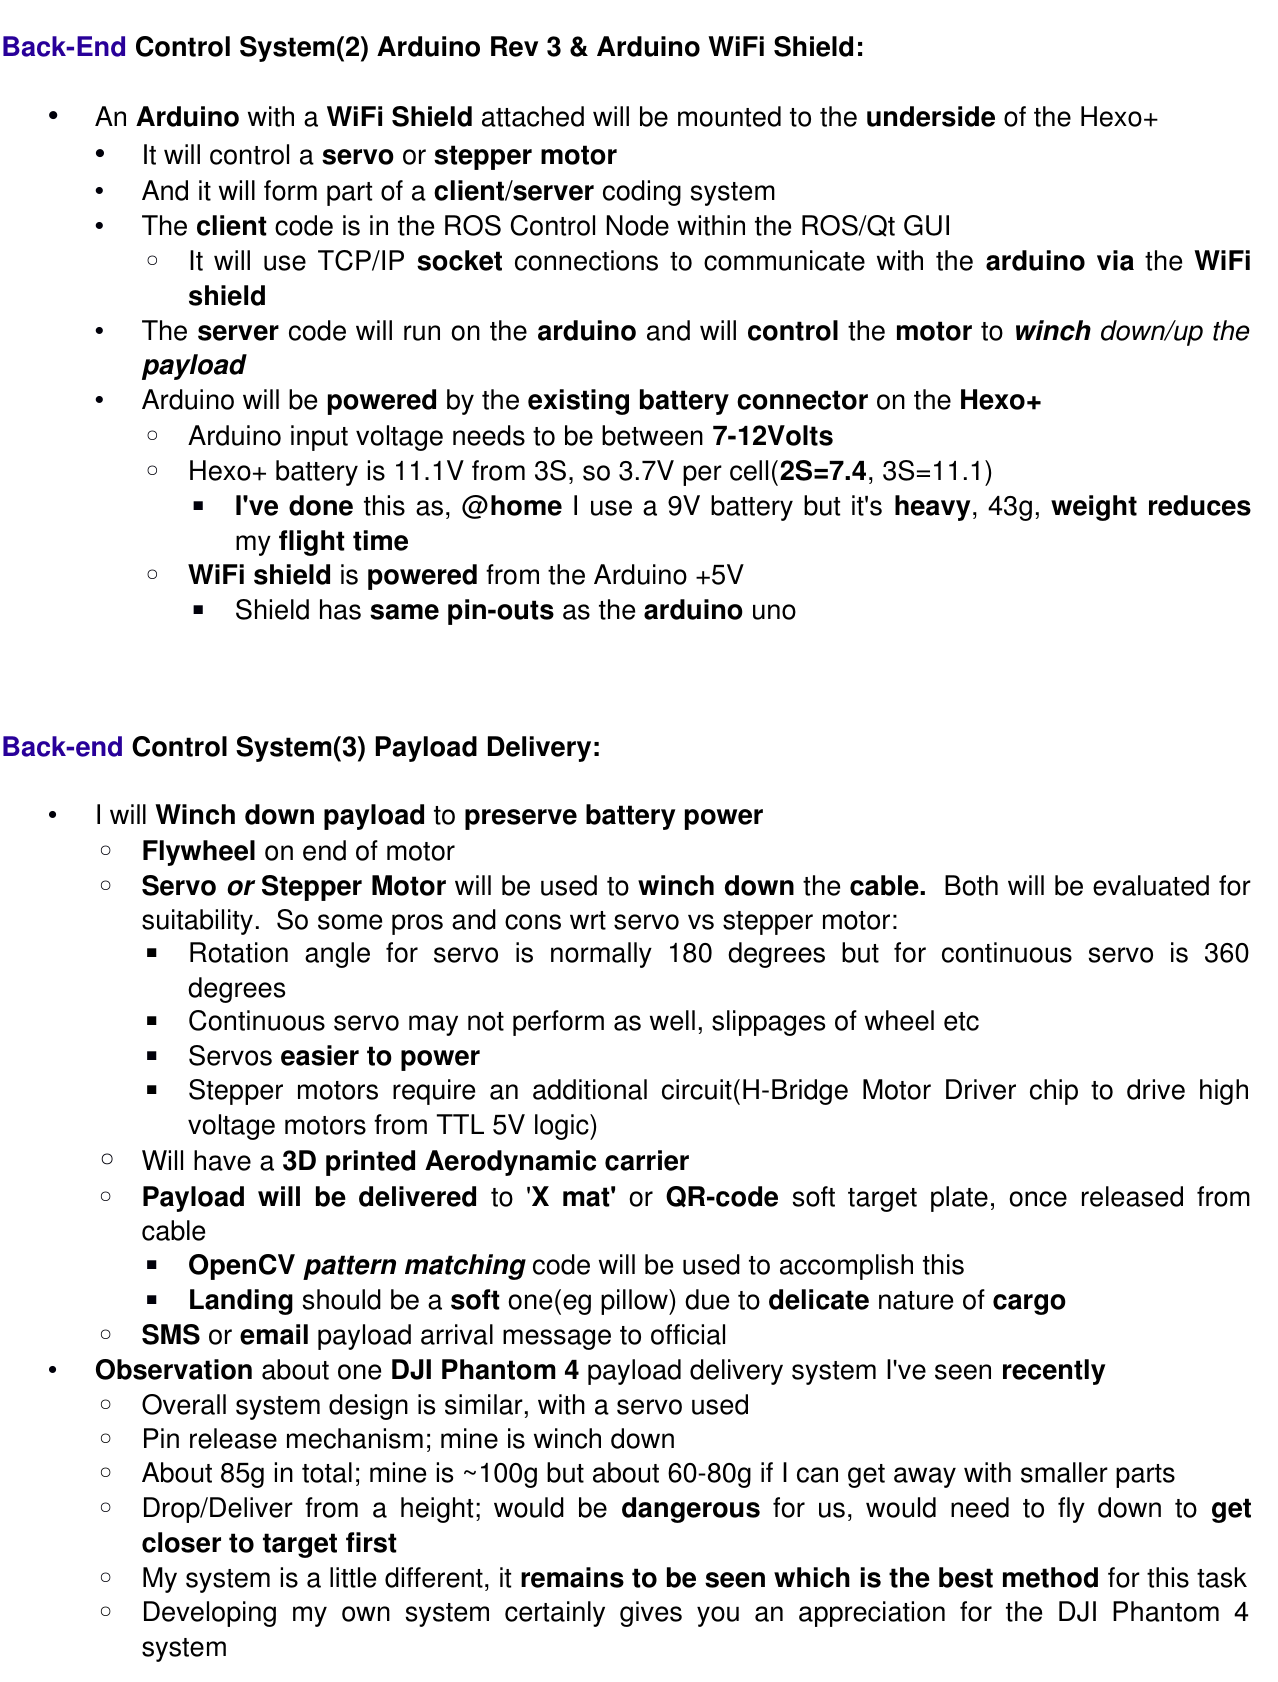 Back-End Control System(2) Arduino Rev 3 & Arduino WiFi Shield:
• An Arduino with a WiFi Shield attached will be mounted to the underside of the Hexo+
• It will control a servo or stepper motor
• And it will form part of a client/server coding system
• The client code is in the ROS Control Node within the ROS/Qt GUI
○ It will use TCP/IP socket connections to communicate with the arduino via the WiFi
shield
• The server code will run on the arduino and will control the motor to winch down/up the
payload
• Arduino will be powered by the existing battery connector on the Hexo+
○ Arduino input voltage needs to be between 7-12Volts
○ Hexo+ battery is 11.1V from 3S, so 3.7V per cell(2S=7.4, 3S=11.1)
▪ I've done this as, @home I use a 9V battery but it's heavy, 43g, weight reduces
my flight time
○ WiFi shield is powered from the Arduino +5V
▪ Shield has same pin-outs as the arduino uno
Back-end Control System(3) Payload Delivery:
• I will Winch down payload to preserve battery power
○ Flywheel on end of motor
○ Servo or Stepper Motor will be used to winch down the cable. Both will be evaluated for
suitability. So some pros and cons wrt servo vs stepper motor:
▪ Rotation angle for servo is normally 180 degrees but for continuous servo is 360
degrees
▪ Continuous servo may not perform as well, slippages of wheel etc
▪ Servos easier to power
▪ Stepper motors require an additional circuit(H-Bridge Motor Driver chip to drive high
voltage motors from TTL 5V logic)
○ Will have a 3D printed Aerodynamic carrier
○ Payload will be delivered to 'X mat' or QR-code soft target plate, once released from
cable
▪ OpenCV pattern matching code will be used to accomplish this
▪ Landing should be a soft one(eg pillow) due to delicate nature of cargo
○ SMS or email payload arrival message to official
• Observation about one DJI Phantom 4 payload delivery system I've seen recently
○ Overall system design is similar, with a servo used
○ Pin release mechanism; mine is winch down
○ About 85g in total; mine is ~100g but about 60-80g if I can get away with smaller parts
○ Drop/Deliver from a height; would be dangerous for us, would need to fly down to get
closer to target first
○ My system is a little different, it remains to be seen which is the best method for this task
○ Developing my own system certainly gives you an appreciation for the DJI Phantom 4
system